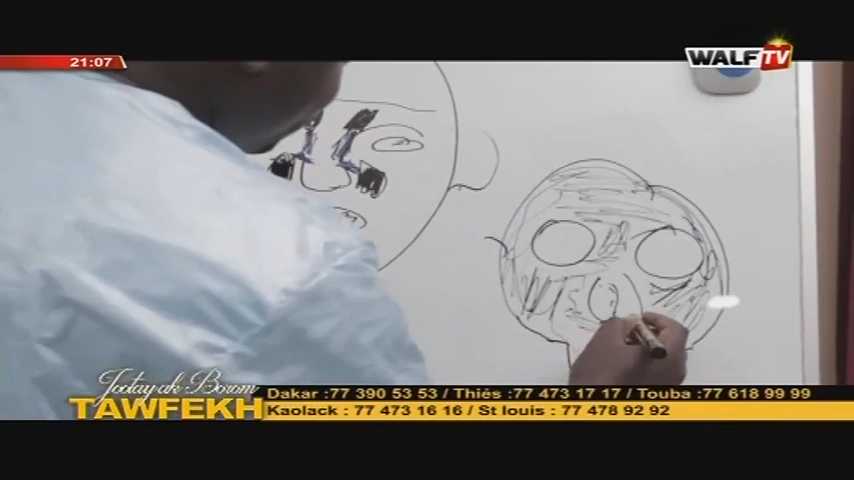 21:07
WALF TV
Jootay ak Borom
TAWFEKH
Dakar :77 390 53 53 / Thiés :77 473 17 17 / Touba :77 618 99 99
Kaolack : 77 473 16 16 / St louis : 77 478 92 92